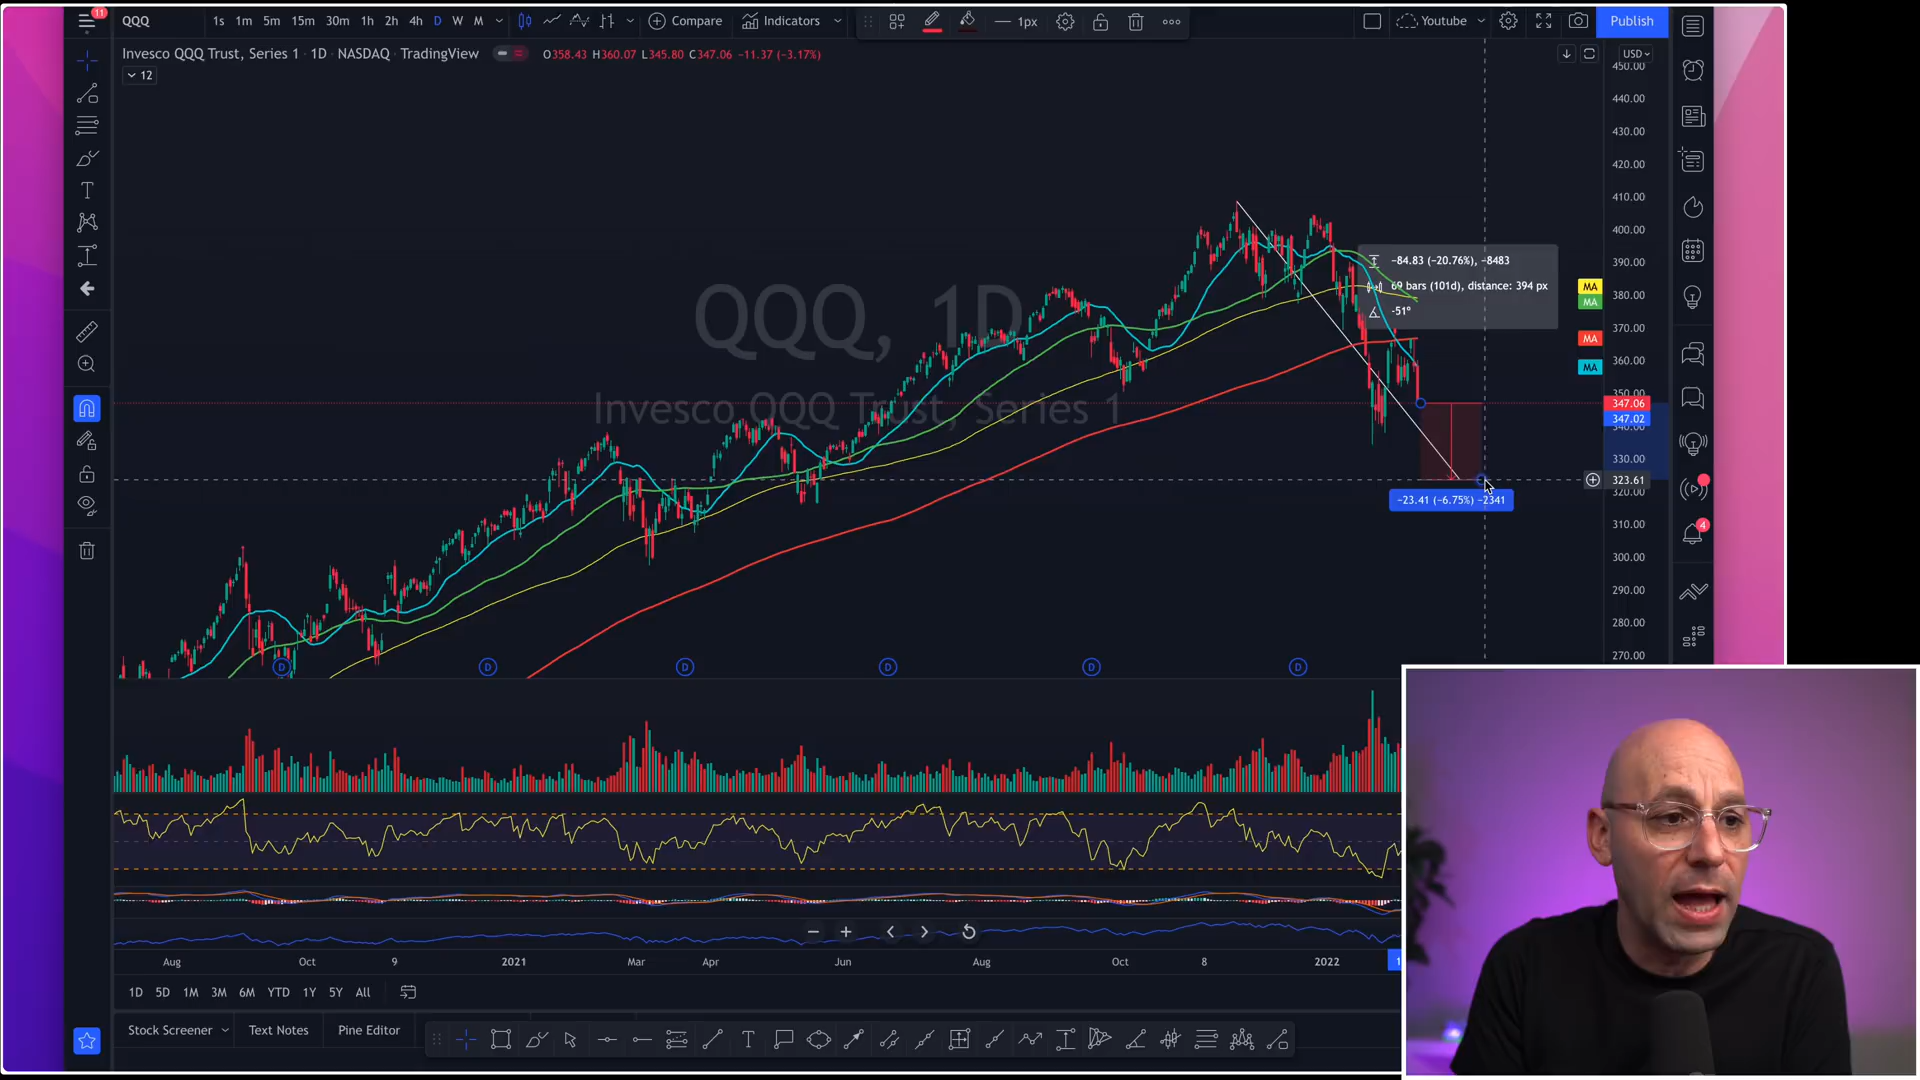 11
QQQ
1s 1m 5m 15m 30m 1h 2h 4h D W M
Compare
Indicators
1px
Youtube
Publish
Invesco QQQ Trust, Series 1 · 1D · NASDAQ · TradingView
O358.43 H360.07 L345.80 C347.06 −11.37 (−3.17%)
USD
12
450.00
440.00
430.00
420.00
410.00
400.00
390.00
380.00
370.00
360.00
350.00
347.06
347.02
340.00
330.00
323.61
320.00
310.00
300.00
290.00
280.00
270.00
QQQ, 1D
Invesco QQQ Trust, Series 1
−84.83 (−20.76%), −8483
69 bars (101d), distance: 394 px
-51°
MA
MA
MA
MA
−23.41 (−6.75%) −2341
4
D D D D D D
Aug Oct 9 2021 Mar Apr Jun Aug Oct 8 2022
1D 5D 1M 3M 6M YTD 1Y 5Y All
Stock Screener Text Notes Pine Editor
T
T